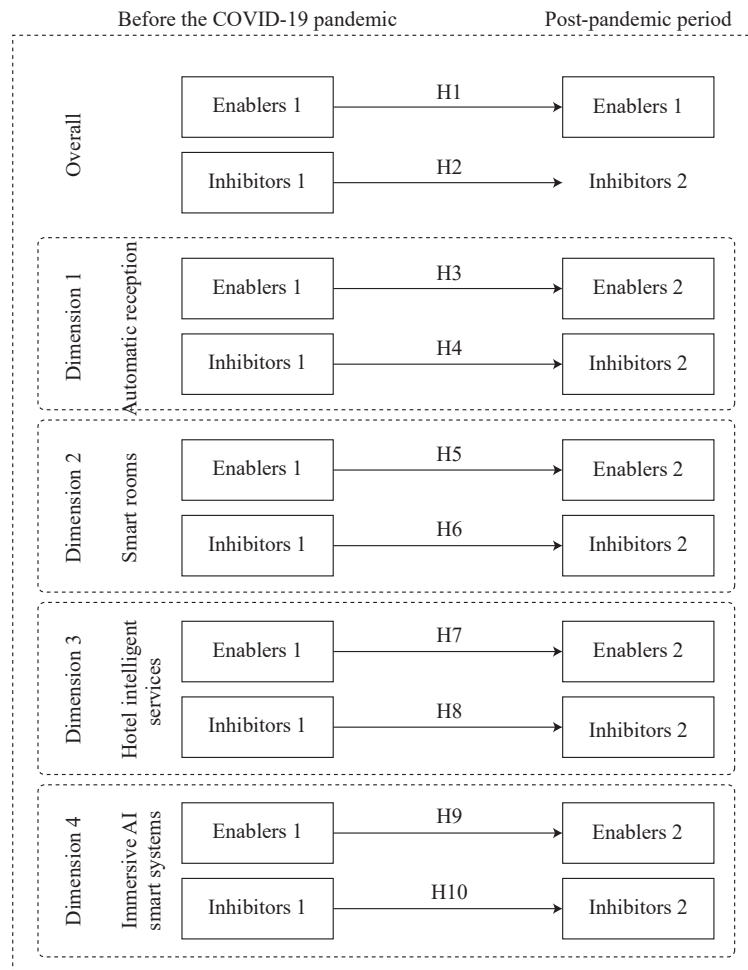 Before the COVID-19 pandemic
Post-pandemic period
Overall
Enablers 1
H1
Enablers 1
Inhibitors 1
H2
Inhibitors 2
Dimension 1
Automatic reception
Enablers 1
H3
Enablers 2
Inhibitors 1
H4
Inhibitors 2
Dimension 2
Smart rooms
Enablers 1
H5
Enablers 2
Inhibitors 1
H6
Inhibitors 2
Dimension 3
Hotel intelligent
services
Enablers 1
H7
Enablers 2
Inhibitors 1
H8
Inhibitors 2
Dimension 4
Immersive AI
smart systems
Enablers 1
H9
Enablers 2
Inhibitors 1
H10
Inhibitors 2